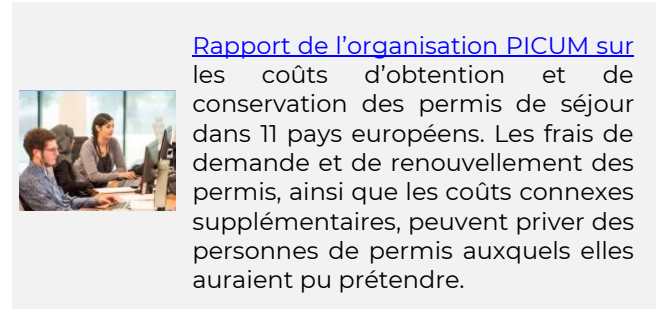 Rapport de l’organisation PICUM sur
les coûts d’obtention et de
conservation des permis de séjour
dans 11 pays européens. Les frais de
demande et de renouvellement des
permis, ainsi que les coûts connexes
supplémentaires, peuvent priver des
personnes de permis auxquels elles
auraient pu prétendre.